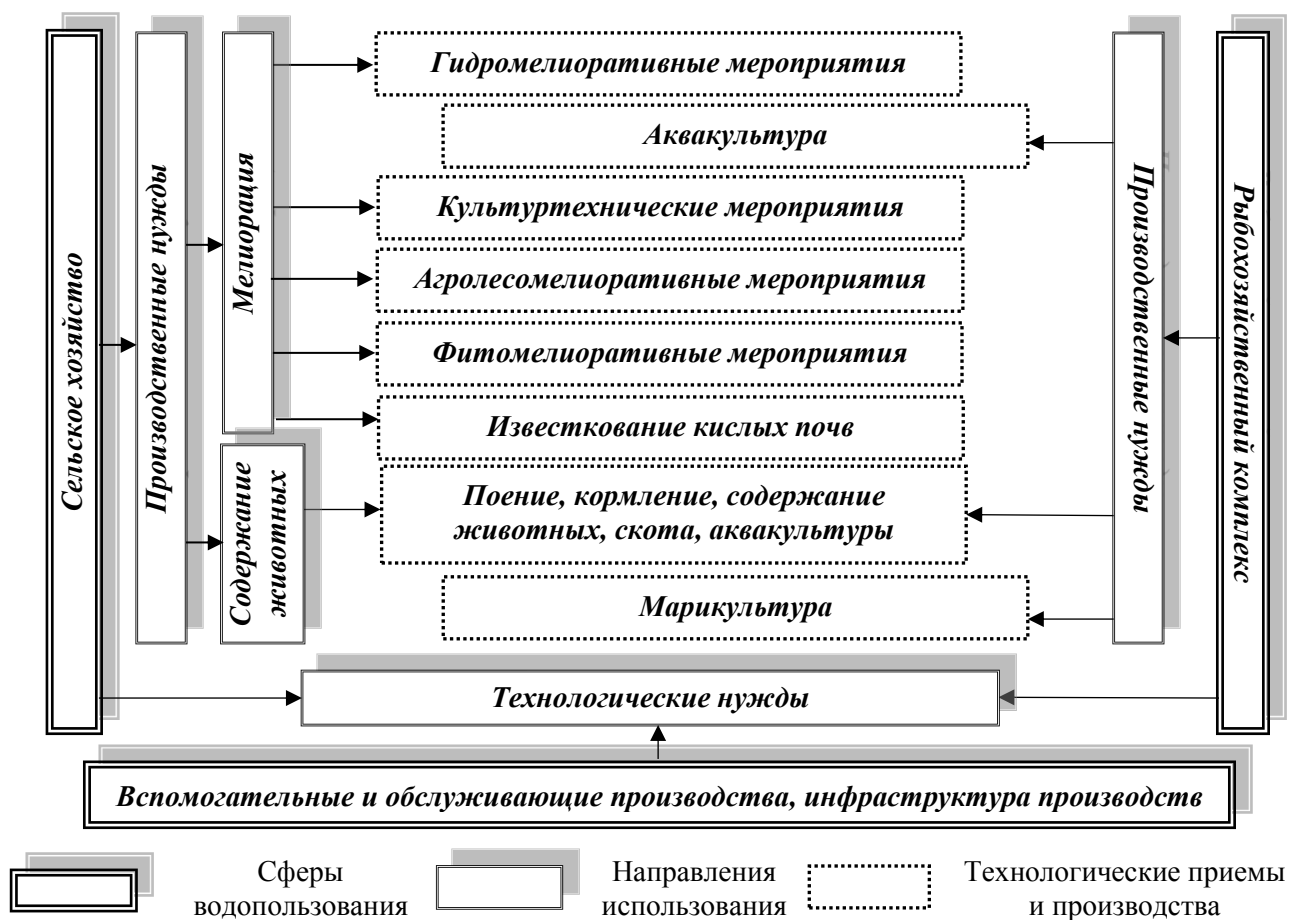 Сельское хозяйство
Производственные нужды
Мелиорация
Содержание
животных
Гидромелиоративные мероприятия
Аквакультура
Культуртехнические мероприятия
Агролесомелиоративные мероприятия
Фитомелиоративные мероприятия
Известкование кислых почв
Поение, кормление, содержание
животных, скота, аквакультуры
Марикультура
Производственные нужды
Рыбохозяйственный комплекс
Технологические нужды
Вспомогательные и обслуживающие производства, инфраструктура производств
Сферы
водопользования
Направления
использования
Технологические приемы
и производства